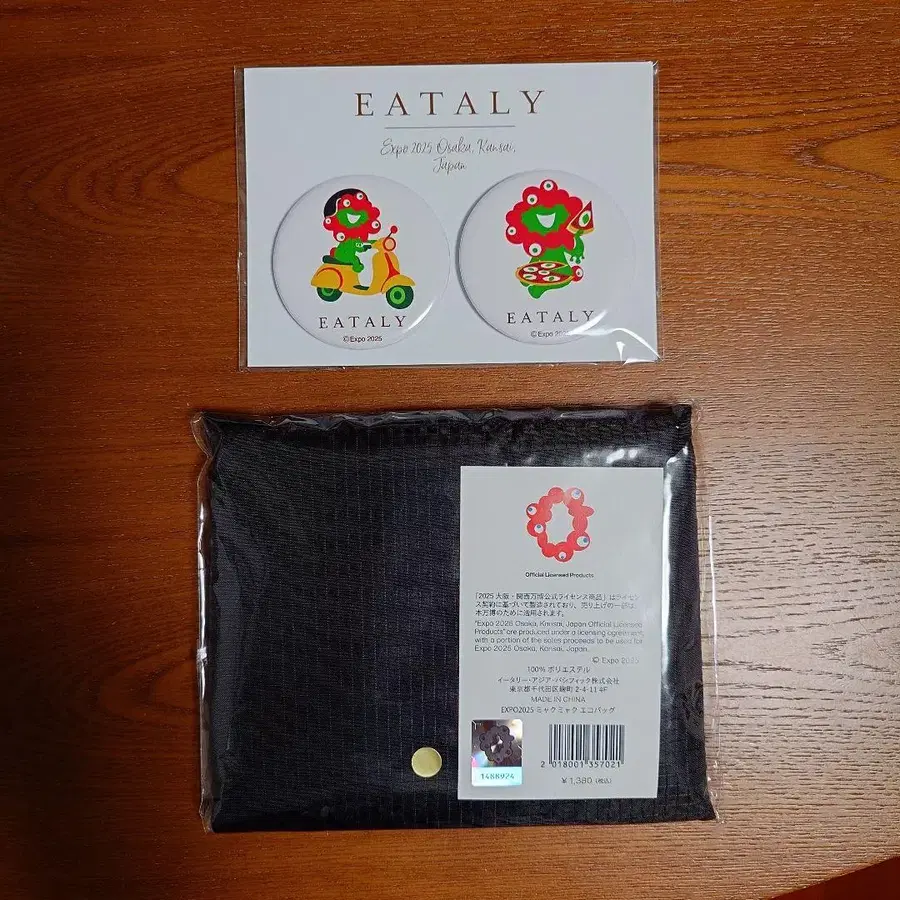 EATALY
Expo 2025 Osaka, Kansai,
Japan
EATALY
©Expo 2025
EATALY
©Expo 202
Official Licensed Products
「2025 大阪・関西万博公式ライセンス商品」はライセン
ス契約に基づいて製造されており、売り上げの一部は
本万博のために活用されます。
"Expo 2025 Osaka, Kansai, Japan Official Licensed
Products" are produced under a licensing agreement,
with a portion of the sales proceeds to be used for
Expo 2025 Osaka, Kansai, Japan.
© Expo 2025
100% ポリエステル
イータリー・アジア・パシフィック株式会社
東京都千代田区麹町 2-4-11 4F
MADE IN CHINA
EXPO2025 ミャクミャク エコバッグ
1488924
2 018001 357021
¥ 1,380 (税込)